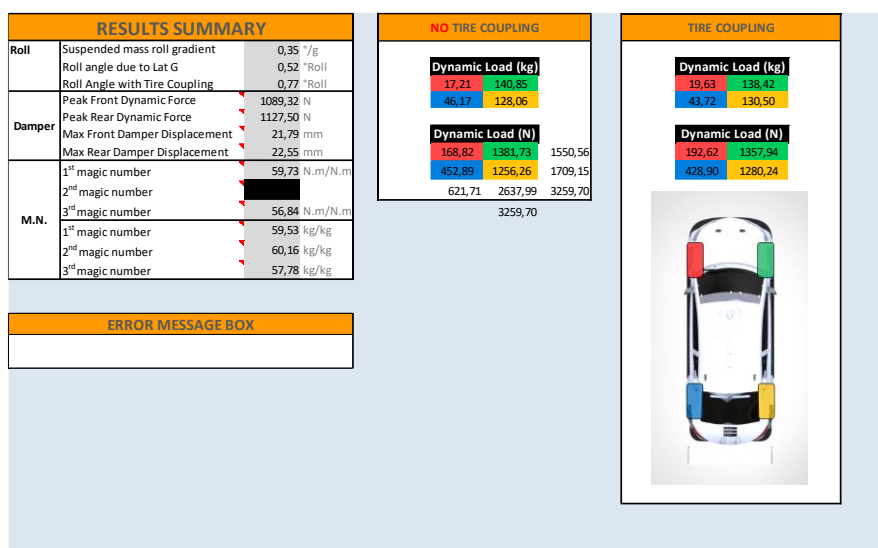 RESULTS SUMMARY
Roll Suspended mass roll gradient 0,35 °/g
Roll angle due to Lat G 0,52 °Roll
Roll Angle with Tire Coupling 0,77 °Roll
Damper
Peak Front Dynamic Force 1089,32 N
Peak Rear Dynamic Force 1127,50 N
Max Front Damper Displacement 21,79 mm
Max Rear Damper Displacement 22,55 mm
M.N.
1st magic number 59,73 N.m/N.m
2nd magic number
3rd magic number 56,84 N.m/N.m
1st magic number 59,53 kg/kg
2nd magic number 60,16 kg/kg
3rd magic number 57,78 kg/kg
ERROR MESSAGE BOX
NO TIRE COUPLING
Dynamic Load (kg)
17,21 140,85
46,17 128,06
Dynamic Load (N)
168,82 1381,73 1550,56
452,89 1256,26 1709,15
621,71 2637,99 3259,70
3259,70
TIRE COUPLING
Dynamic Load (kg)
19,63 138,42
43,72 130,50
Dynamic Load (N)
192,62 1357,94
428,90 1280,24